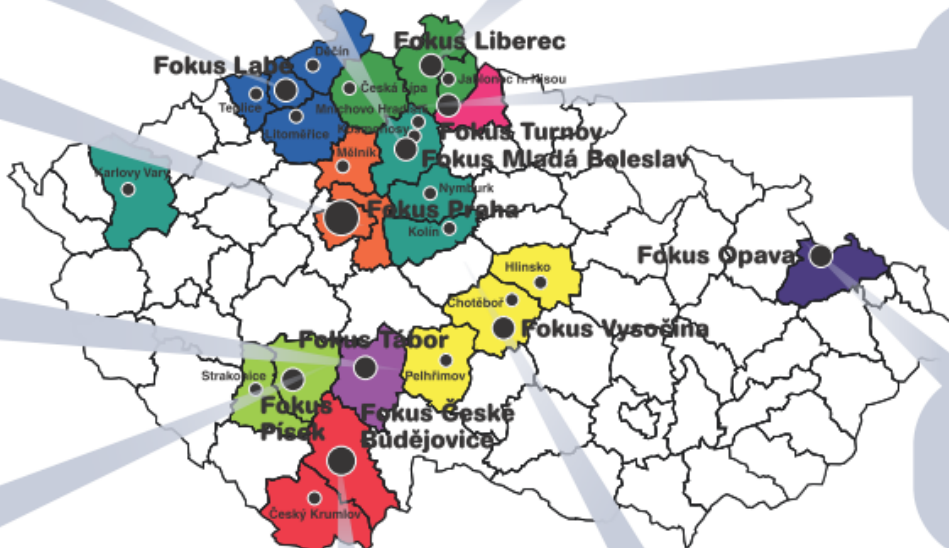 Fokus Liberec
Děčín
Fokus Labe
Jablonec n. Nisou
Česká Lípa
Teplice
Mnichovo Hradiště
Kosmonosy
Fokus Turnov
Litoměřice
Mělník
Fokus Mladá Boleslav
Karlovy Vary
Nymburk
Fokus Praha
Kolín
Fokus Opava
Hlinsko
Chotěboř
Fokus Vysočina
Fokus Tábor
Strakonice
Pelhřimov
Fokus
Písek
Fokus České
Budějovice
Český Krumlov